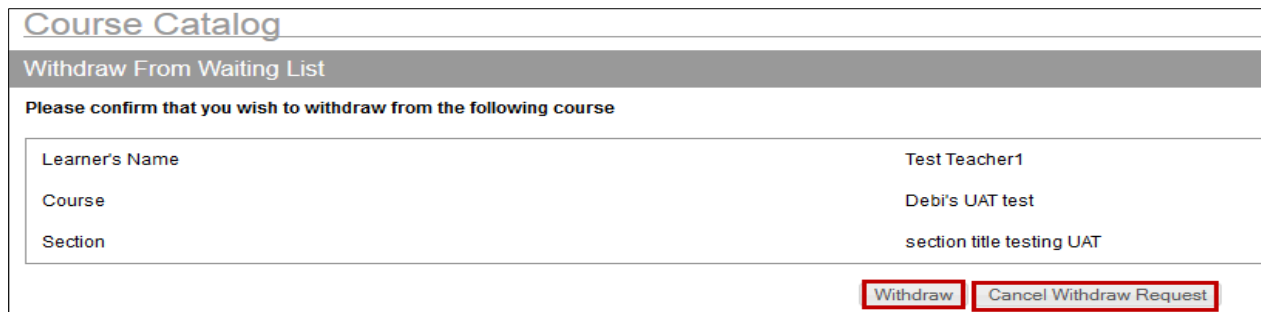 Course Catalog
Withdraw From Waiting List
Please confirm that you wish to withdraw from the following course
Learner's Name Test Teacher1
Course Debi's UAT test
Section section title testing UAT
Withdraw Cancel Withdraw Request